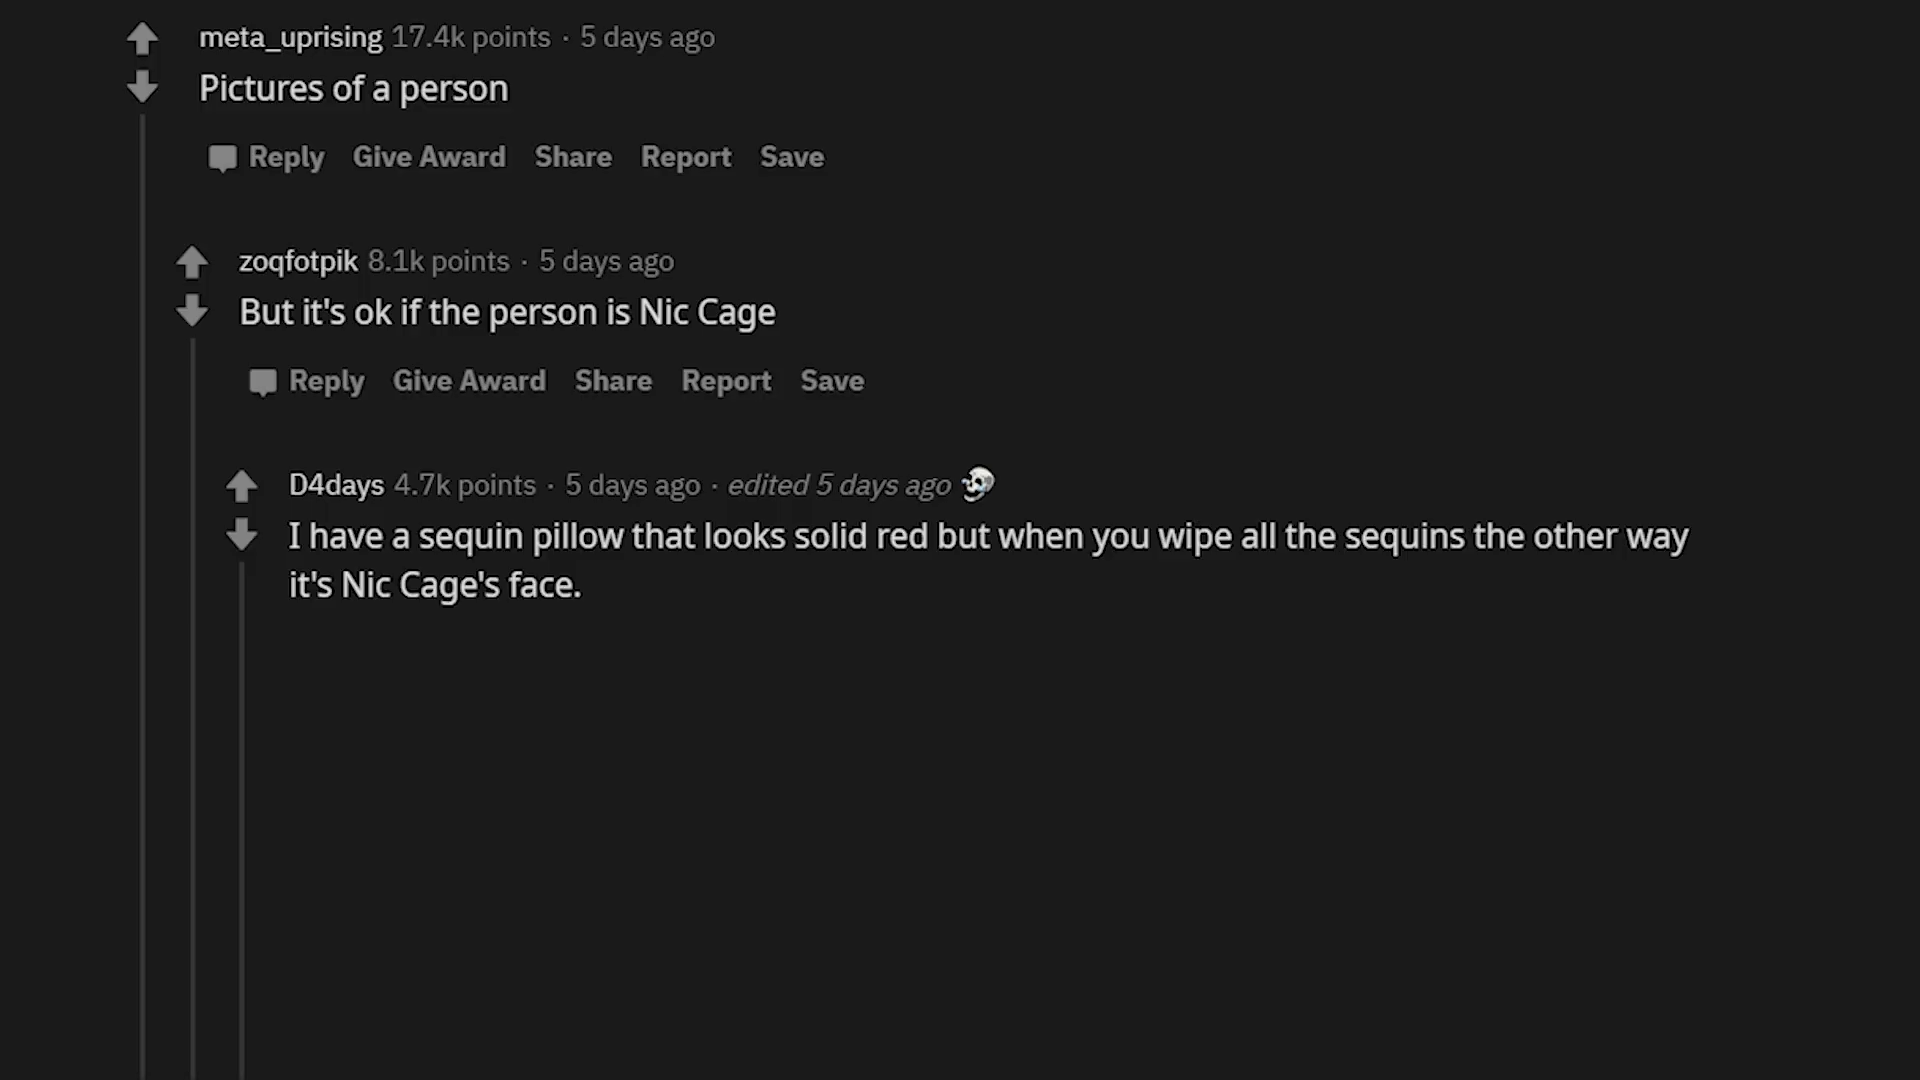 meta_uprising 17.4k points · 5 days ago
Pictures of a person
Reply Give Award Share Report Save
zoqfotpik 8.1k points · 5 days ago
But it's ok if the person is Nic Cage
Reply Give Award Share Report Save
D4days 4.7k points · 5 days ago · edited 5 days ago
I have a sequin pillow that looks solid red but when you wipe all the sequins the other way
it's Nic Cage's face.